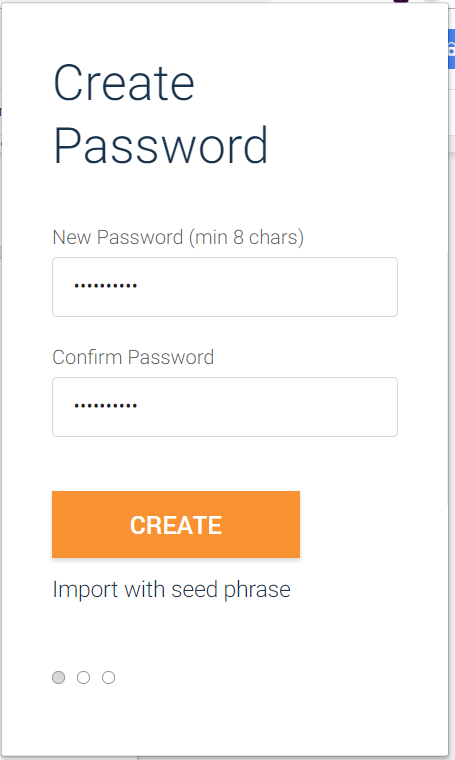 Create
Password
New Password (min 8 chars)
••••••••••
Confirm Password
••••••••••
CREATE
Import with seed phrase